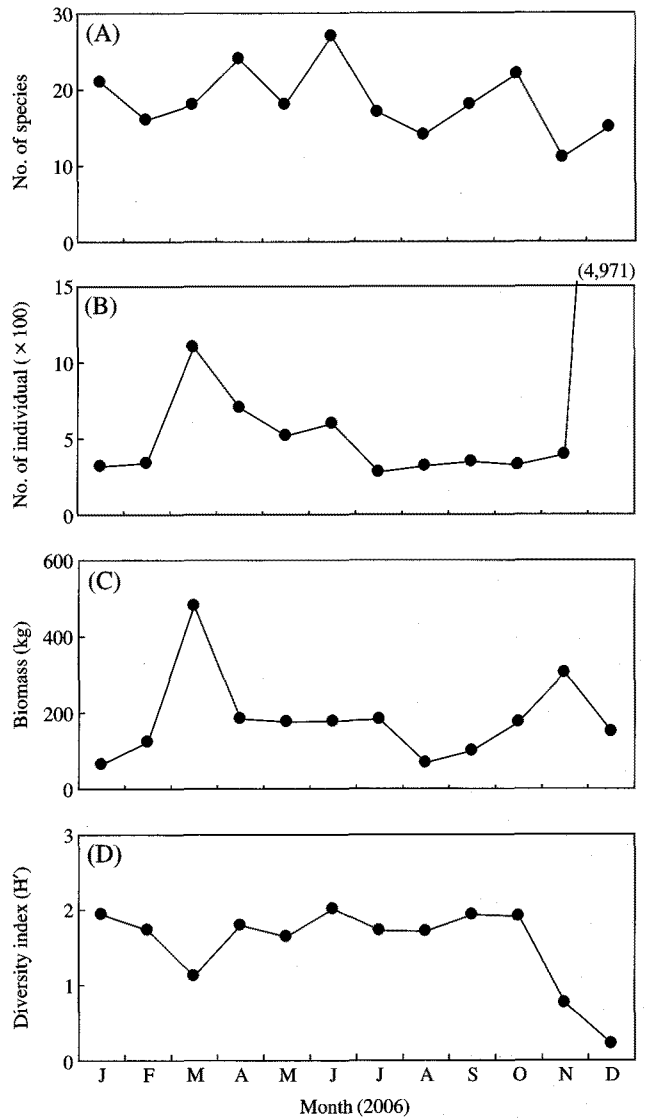 (A)
30
20
10
0
No. of species
(4,971)
(B)
15
10
5
0
No. of individual (×100)
(C)
600
400
200
0
Biomass (kg)
(D)
3
2
1
0
Diversity index (H′)
J F M A M J J A S O N D
Month (2006)